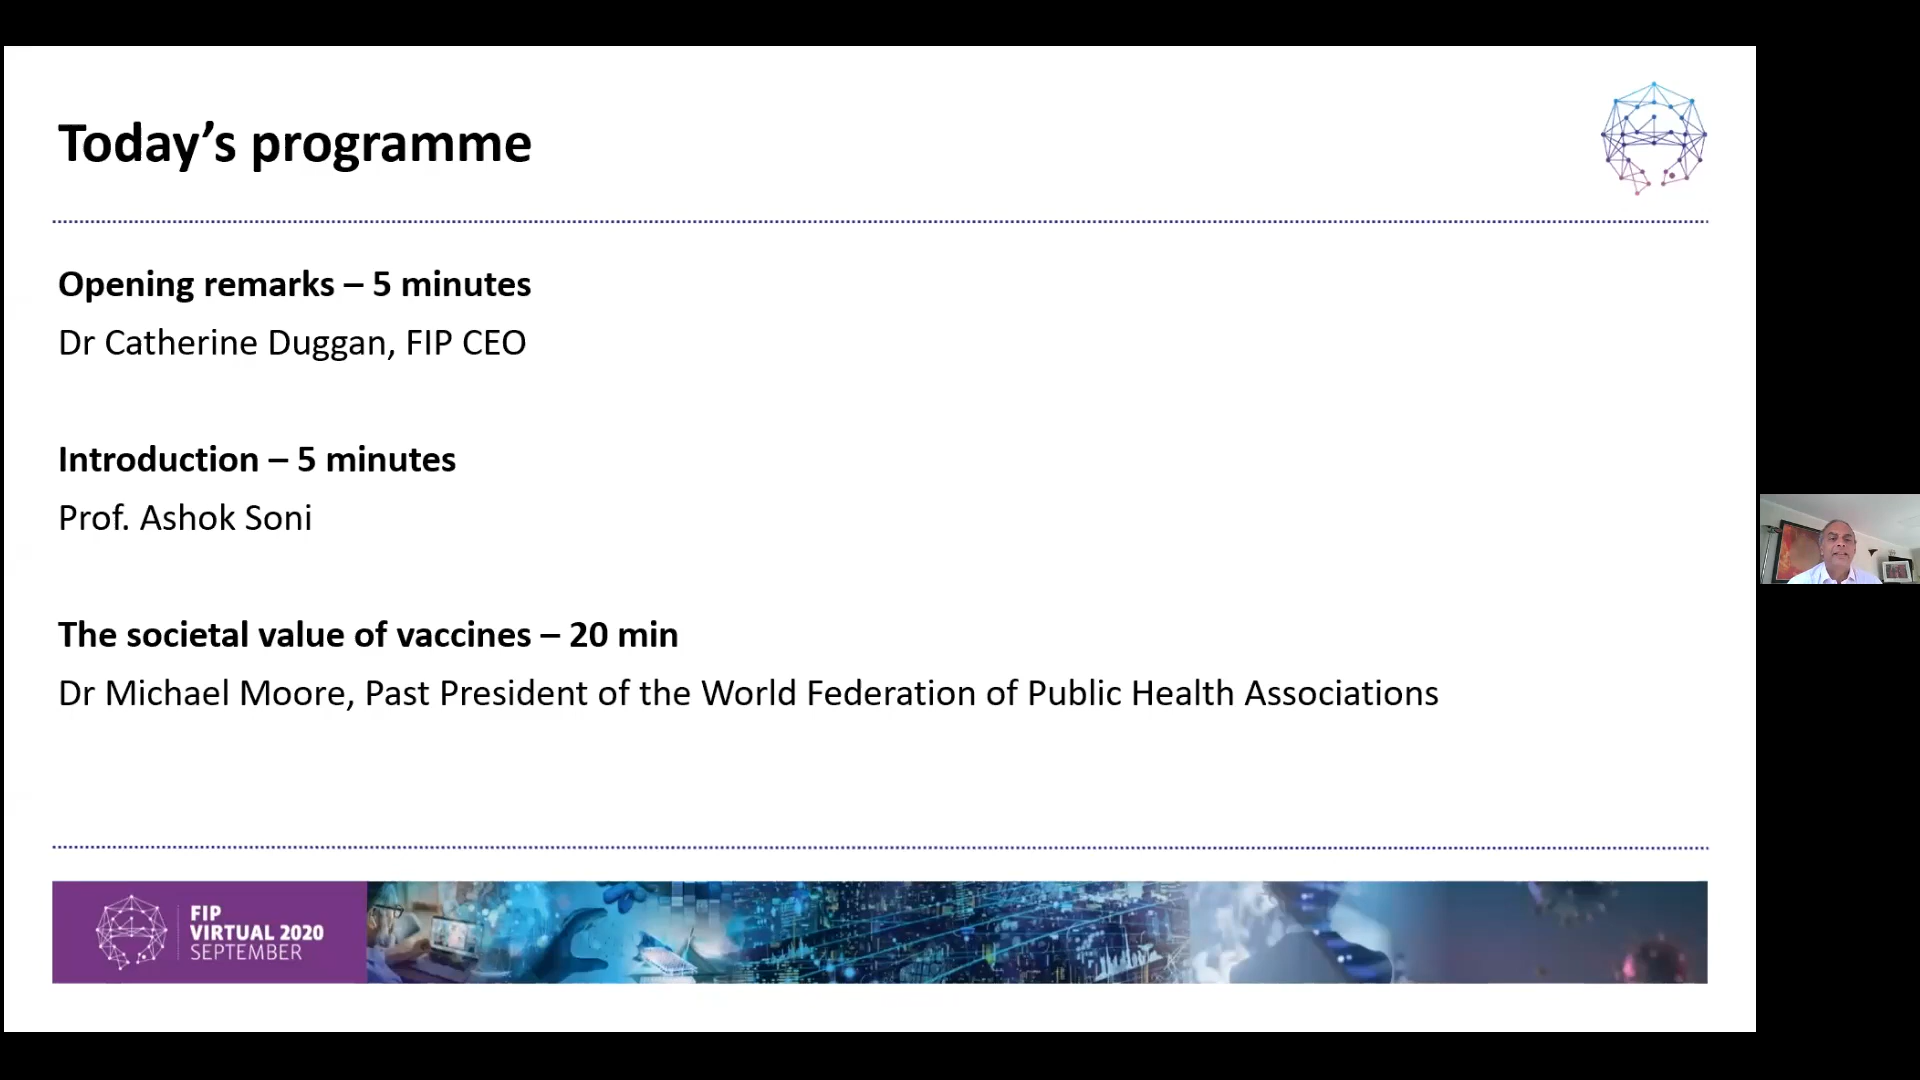 Today’s programme
Opening remarks – 5 minutes
Dr Catherine Duggan, FIP CEO
Introduction – 5 minutes
Prof. Ashok Soni
The societal value of vaccines – 20 min
Dr Michael Moore, Past President of the World Federation of Public Health Associations
FIP
VIRTUAL 2020
SEPTEMBER